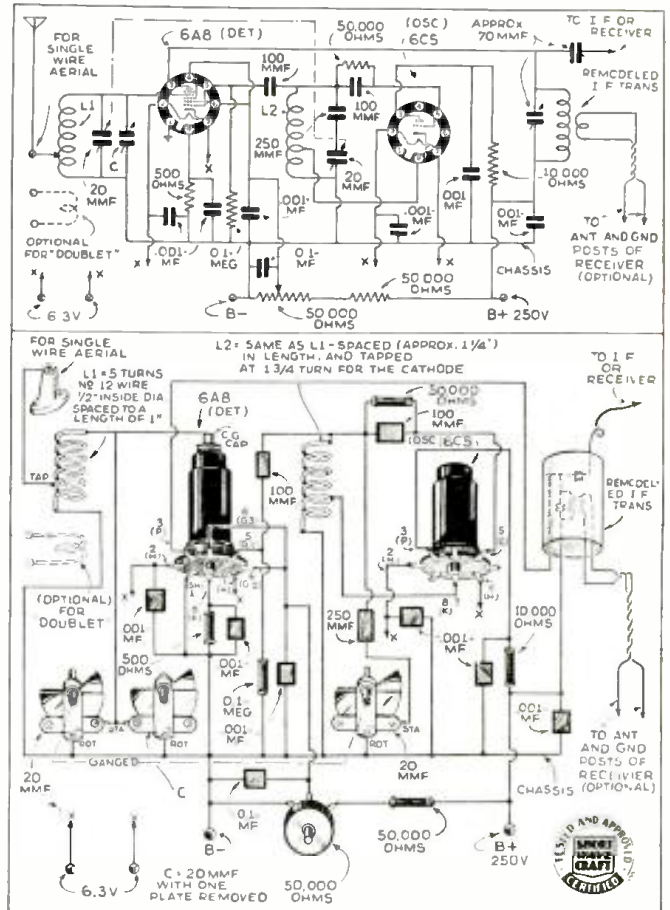 FOR
SINGLE
WIRE
AERIAL
6A8 (DET)
50,000
OHMS
(OSC)
6C5
APPROX
70 MMF
TO I F OR
RECEIVER
REMODELED
I F TRANS
100
MMF
100
MMF
L1
L2
C
250
MMF
20
MMF
20
MMF
500
OHMS
.001-
MF
0.1-
MEG
.001-
MF
0.1-
MF
.001-
MF
.001
MF
10,000
OHMS
.001-
MF
OPTIONAL
FOR "DOUBLET"
X
X
X
X
X
X
6.3V
B-
50,000
OHMS
50,000
OHMS
B+ 250V
CHASSIS
TO
ANT AND GND
POSTS OF
RECEIVER
(OPTIONAL)
FOR SINGLE
WIRE AERIAL
L1 = 5 TURNS
Nº 12 WIRE
1/2" INSIDE DIA
SPACED TO A
LENGTH OF 1"
L2 = SAME AS L1-SPACED (APPROX. 1 1/4")
IN LENGTH, AND TAPPED
AT 1 3/4 TURN FOR THE CATHODE
TO I F
OR
RECEIVER
6A8
(DET)
C.G
CAP
50,000
OHMS
100
MMF
(OSC) 6C5
100
MMF
TAP
REMODEL-
ED I F
TRANS
3
(P)
2
(H)
3
(P)
2
(H)
8
(K)
(OPTIONAL)
FOR
DOUBLET
.001
MF
500
OHMS
.001-
MF
0.1-
MEG
.001
MF
250
MMF
.001-
MF
10,000
OHMS
.001
MF
X
X
X
STA
ROT
ROT
STA
ROT
GANGED
C
20
MMF
20
MMF
CHASSIS
TO ANT
AND GND
POSTS OF
RECEIVIER
(OPTIONAL)
X
X
6.3V
0.1-
MF
B-
C = 20 MMF
WITH ONE
PLATE REMOVED
50,000
OHMS
50,000
OHMS
B+
250V
TESTED AND APPROVED
SHORT
WAVE
CRAFT
CERTIFIED